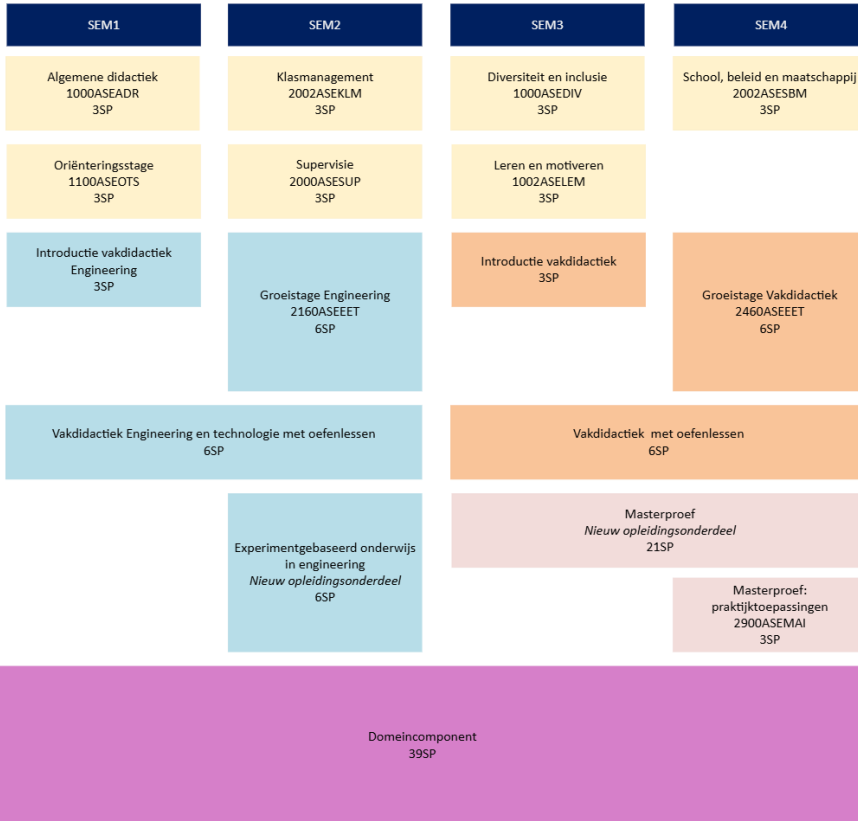 SEM1
SEM2
SEM3
SEM4
Algemene didactiek
1000ASEADR
3SP
Klasmanagement
2002ASEKLM
3SP
Diversiteit en inclusie
1000ASEDIV
3SP
School, beleid en maatschappij
2002ASESBM
3SP
Oriënteringsstage
1100ASEOTS
3SP
Supervisie
2000ASESUP
3SP
Leren en motiveren
1002ASELEM
3SP
Introductie vakdidactiek
Engineering
3SP
Groeistage Engineering
2160ASEEET
6SP
Introductie vakdidactiek
3SP
Groeistage Vakdidactiek
2460ASEEET
6SP
Vakdidactiek Engineering en technologie met oefenlessen
6SP
Vakdidactiek  met oefenlessen
6SP
Experimentgebaseerd onderwijs
in engineering
Nieuw opleidingsonderdeel
6SP
Masterproef
Nieuw opleidingsonderdeel
21SP
Masterproef:
praktijktoepassingen
2900ASEMAI
3SP
Domeincomponent
39SP